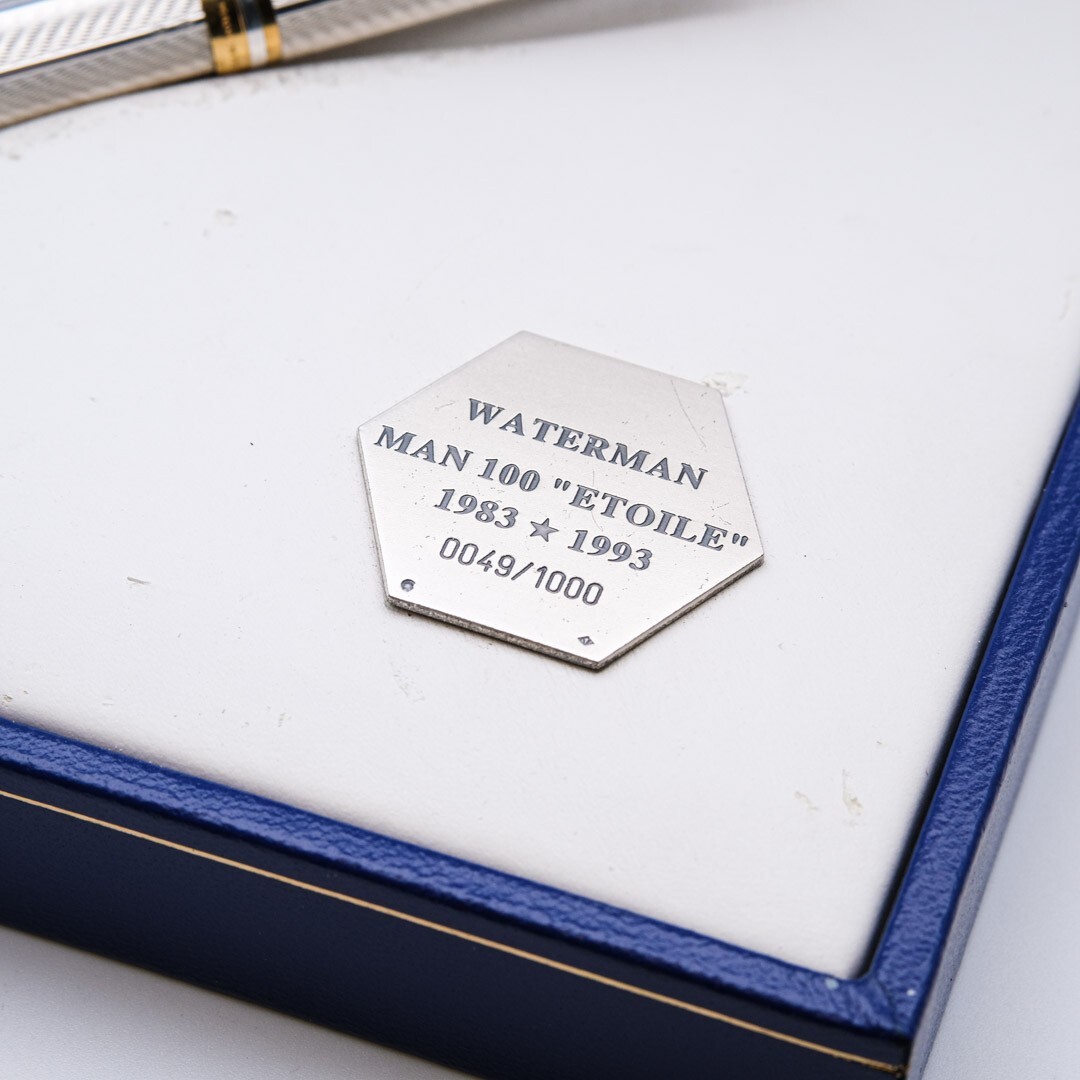 WATERMAN
MAN 100 "ETOILE"
1983 ★ 1993
0049/1000